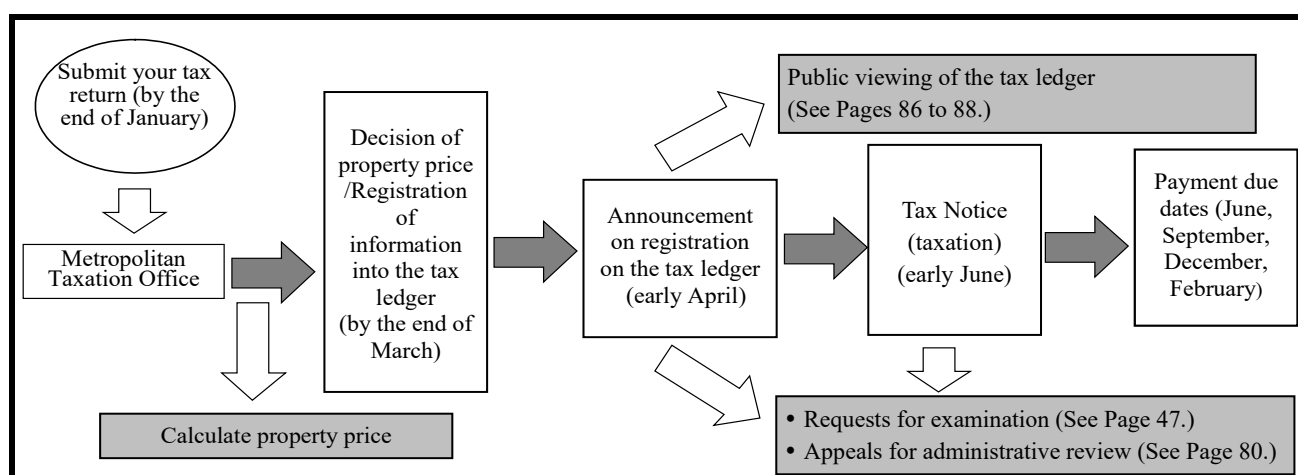 Submit your tax
return (by the
end of January)
Metropolitan
Taxation Office
Calculate property price
Decision of
property price
/Registration
of
information
into the tax
ledger
(by the end of
March)
Announcement
on registration
on the tax ledger
(early April)
Public viewing of the tax ledger
(See Pages 86 to 88.)
Tax Notice
(taxation)
(early June)
Payment due
dates (June,
September,
December,
February)
• Requests for examination (See Page 47.)
• Appeals for administrative review (See Page 80.)